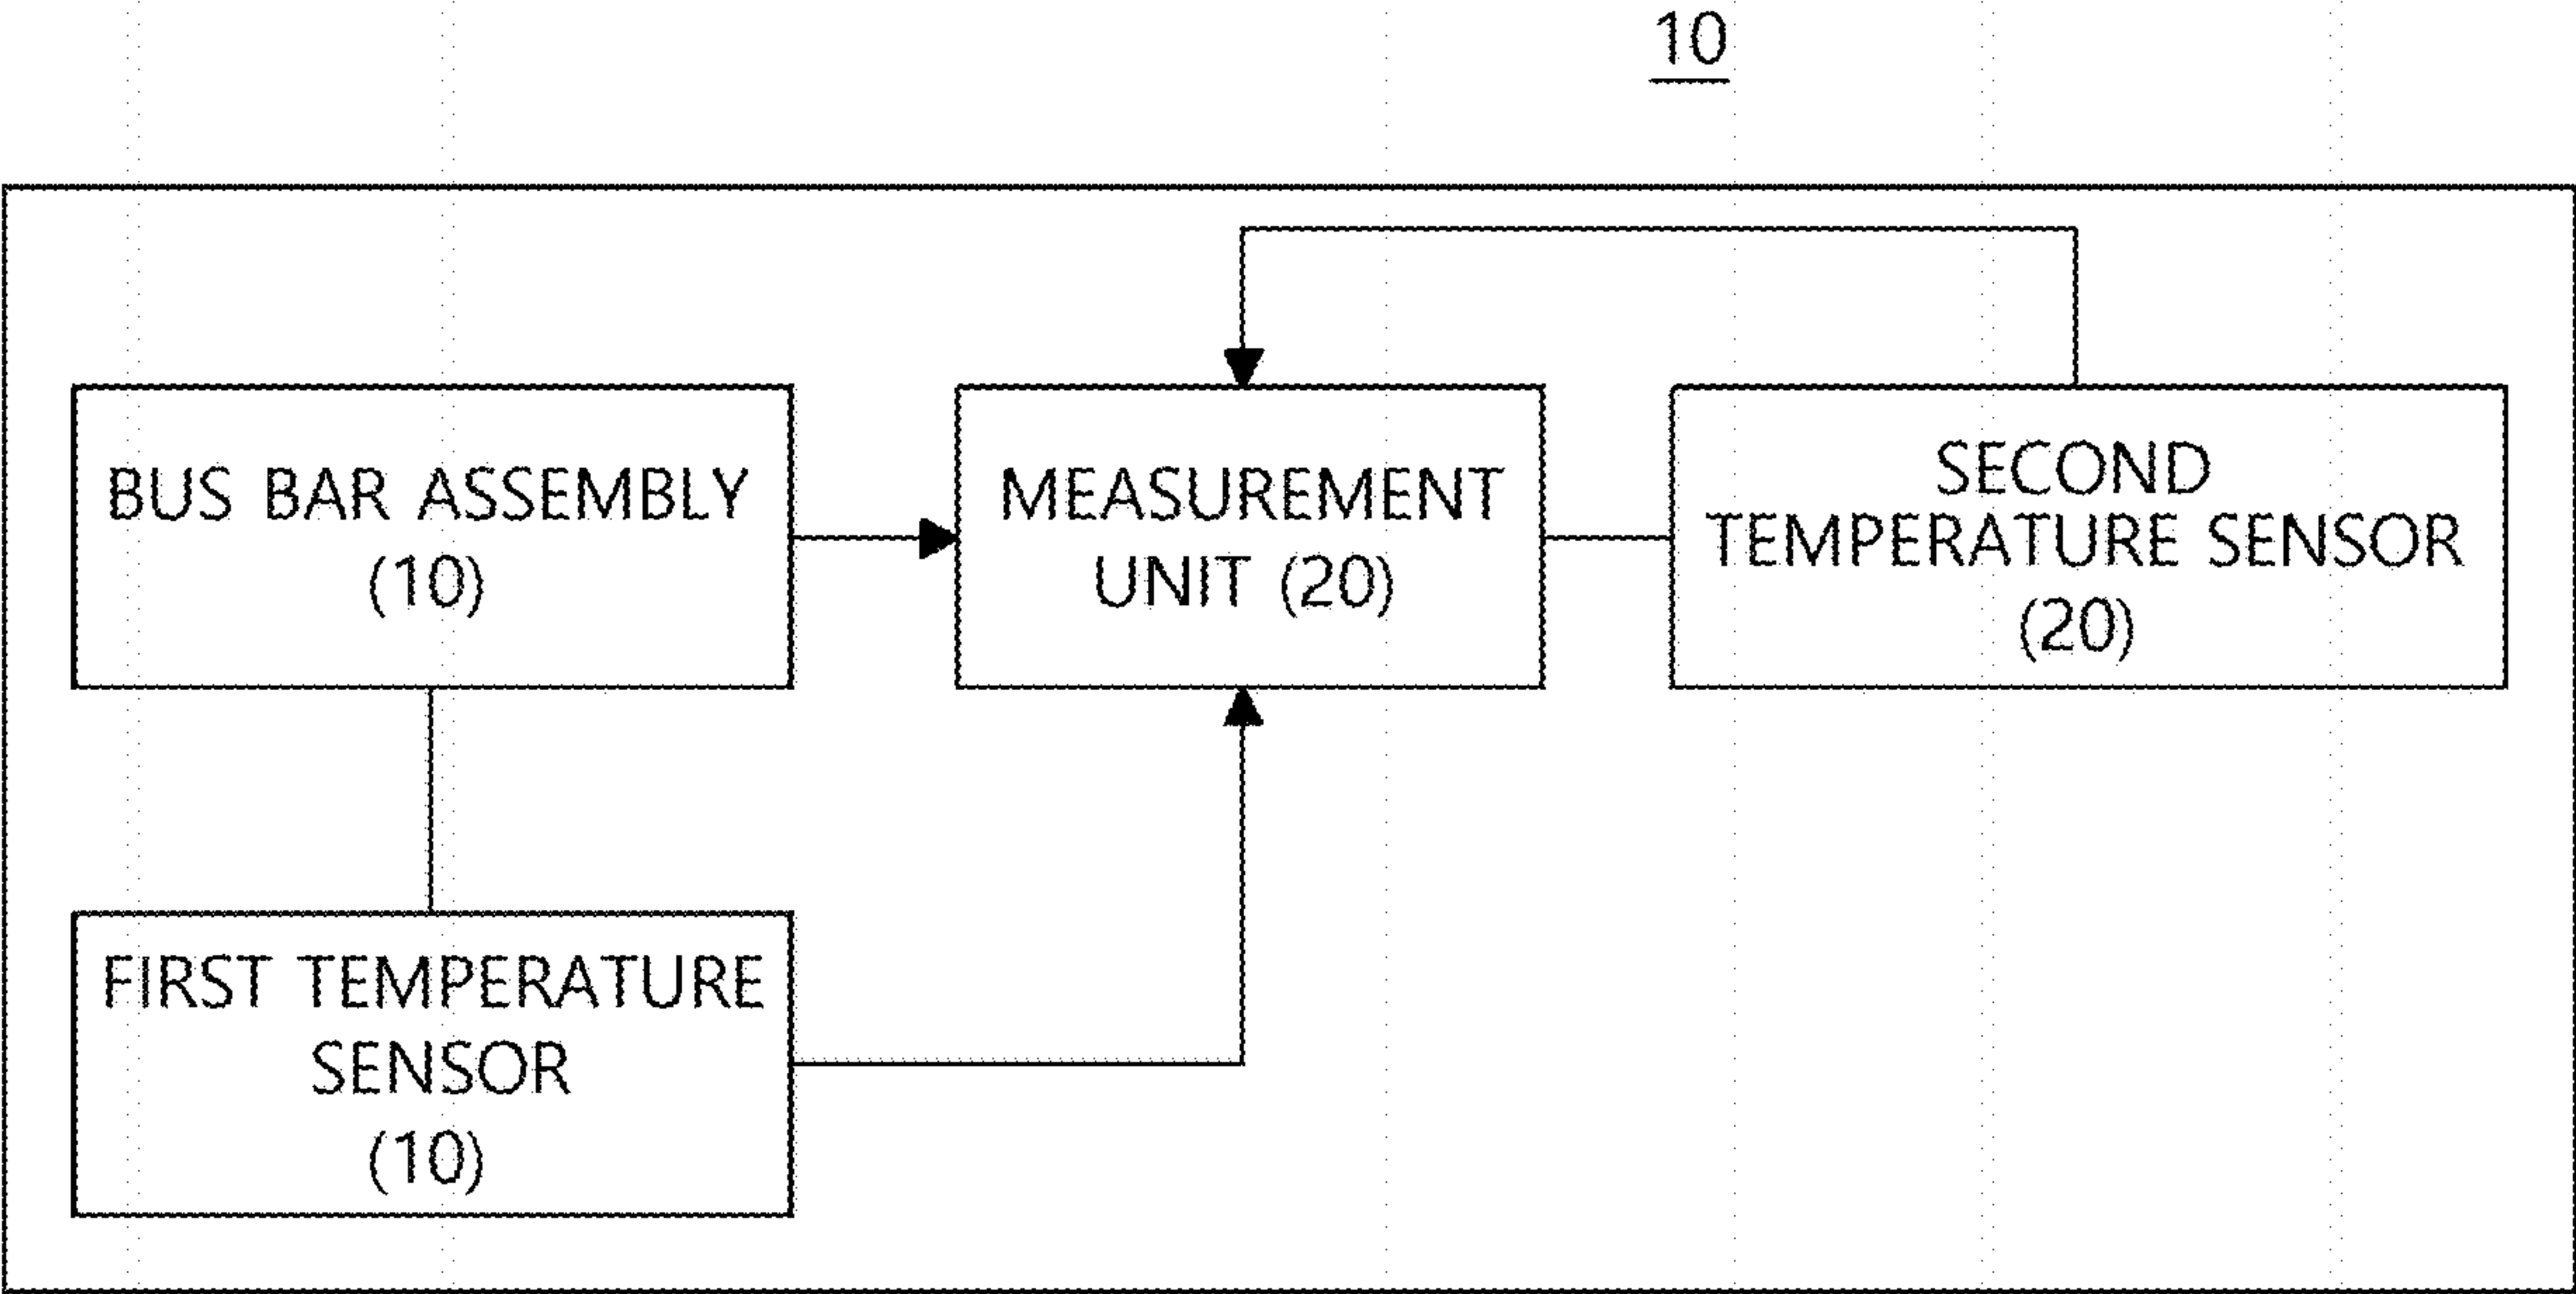 10
BUS BAR ASSEMBLY
(10)
MEASUREMENT
UNIT (20)
SECOND
TEMPERATURE SENSOR
(20)
FIRST TEMPERATURE
SENSOR
(10)